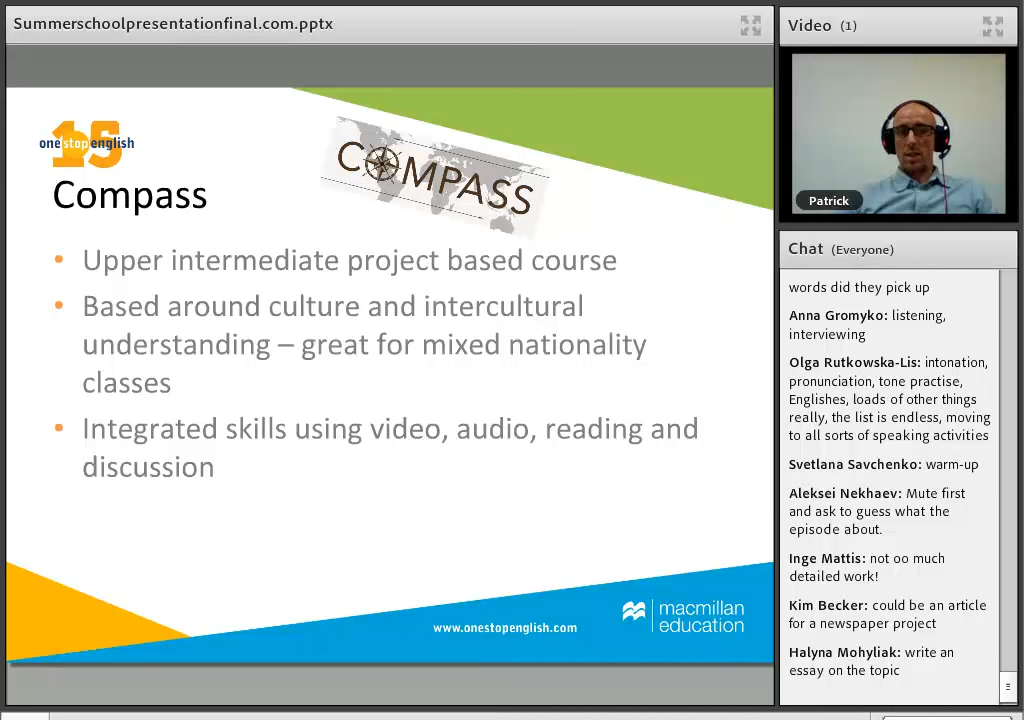 Summerschoolpresentationfinal.com.pptx
15
onestopenglish
COMPASS
Compass
• Upper intermediate project based course
• Based around culture and intercultural
understanding – great for mixed nationality
classes
• Integrated skills using video, audio, reading and
discussion
www.onestopenglish.com
macmillan
education
Video (1)
Patrick
Chat (Everyone)
words did they pick up
Anna Gromyko: listening,
interviewing
Olga Rutkowska-Lis: intonation,
pronunciation, tone practise,
Englishes, loads of other things
really, the list is endless, moving
to all sorts of speaking activities
Svetlana Savchenko: warm-up
Aleksei Nekhaev: Mute first
and ask to guess what the
episode about.
Inge Mattis: not oo much
detailed work!
Kim Becker: could be an article
for a newspaper project
Halyna Mohyliak: write an
essay on the topic